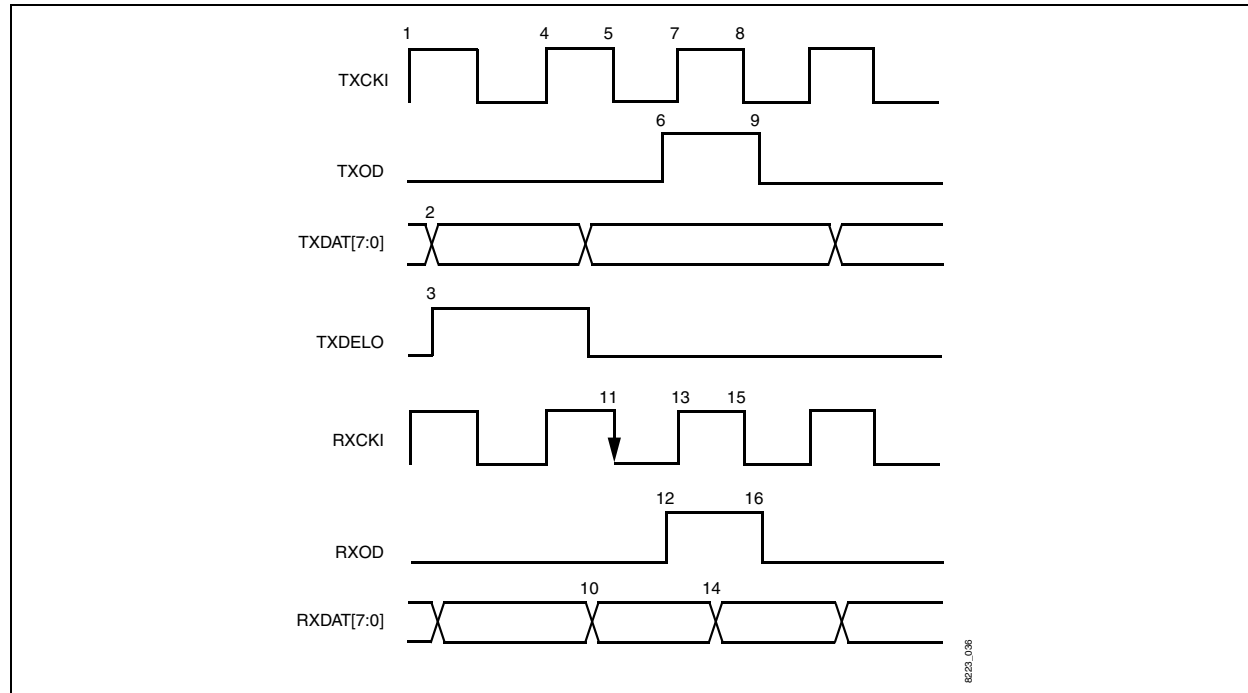 1 4 5 7 8
TXCKI
6 9
TXOD
2
TXDAT[7:0]
3
TXDELO
11 13 15
RXCKI
12 16
RXOD
10 14
RXDAT[7:0]
8223_036